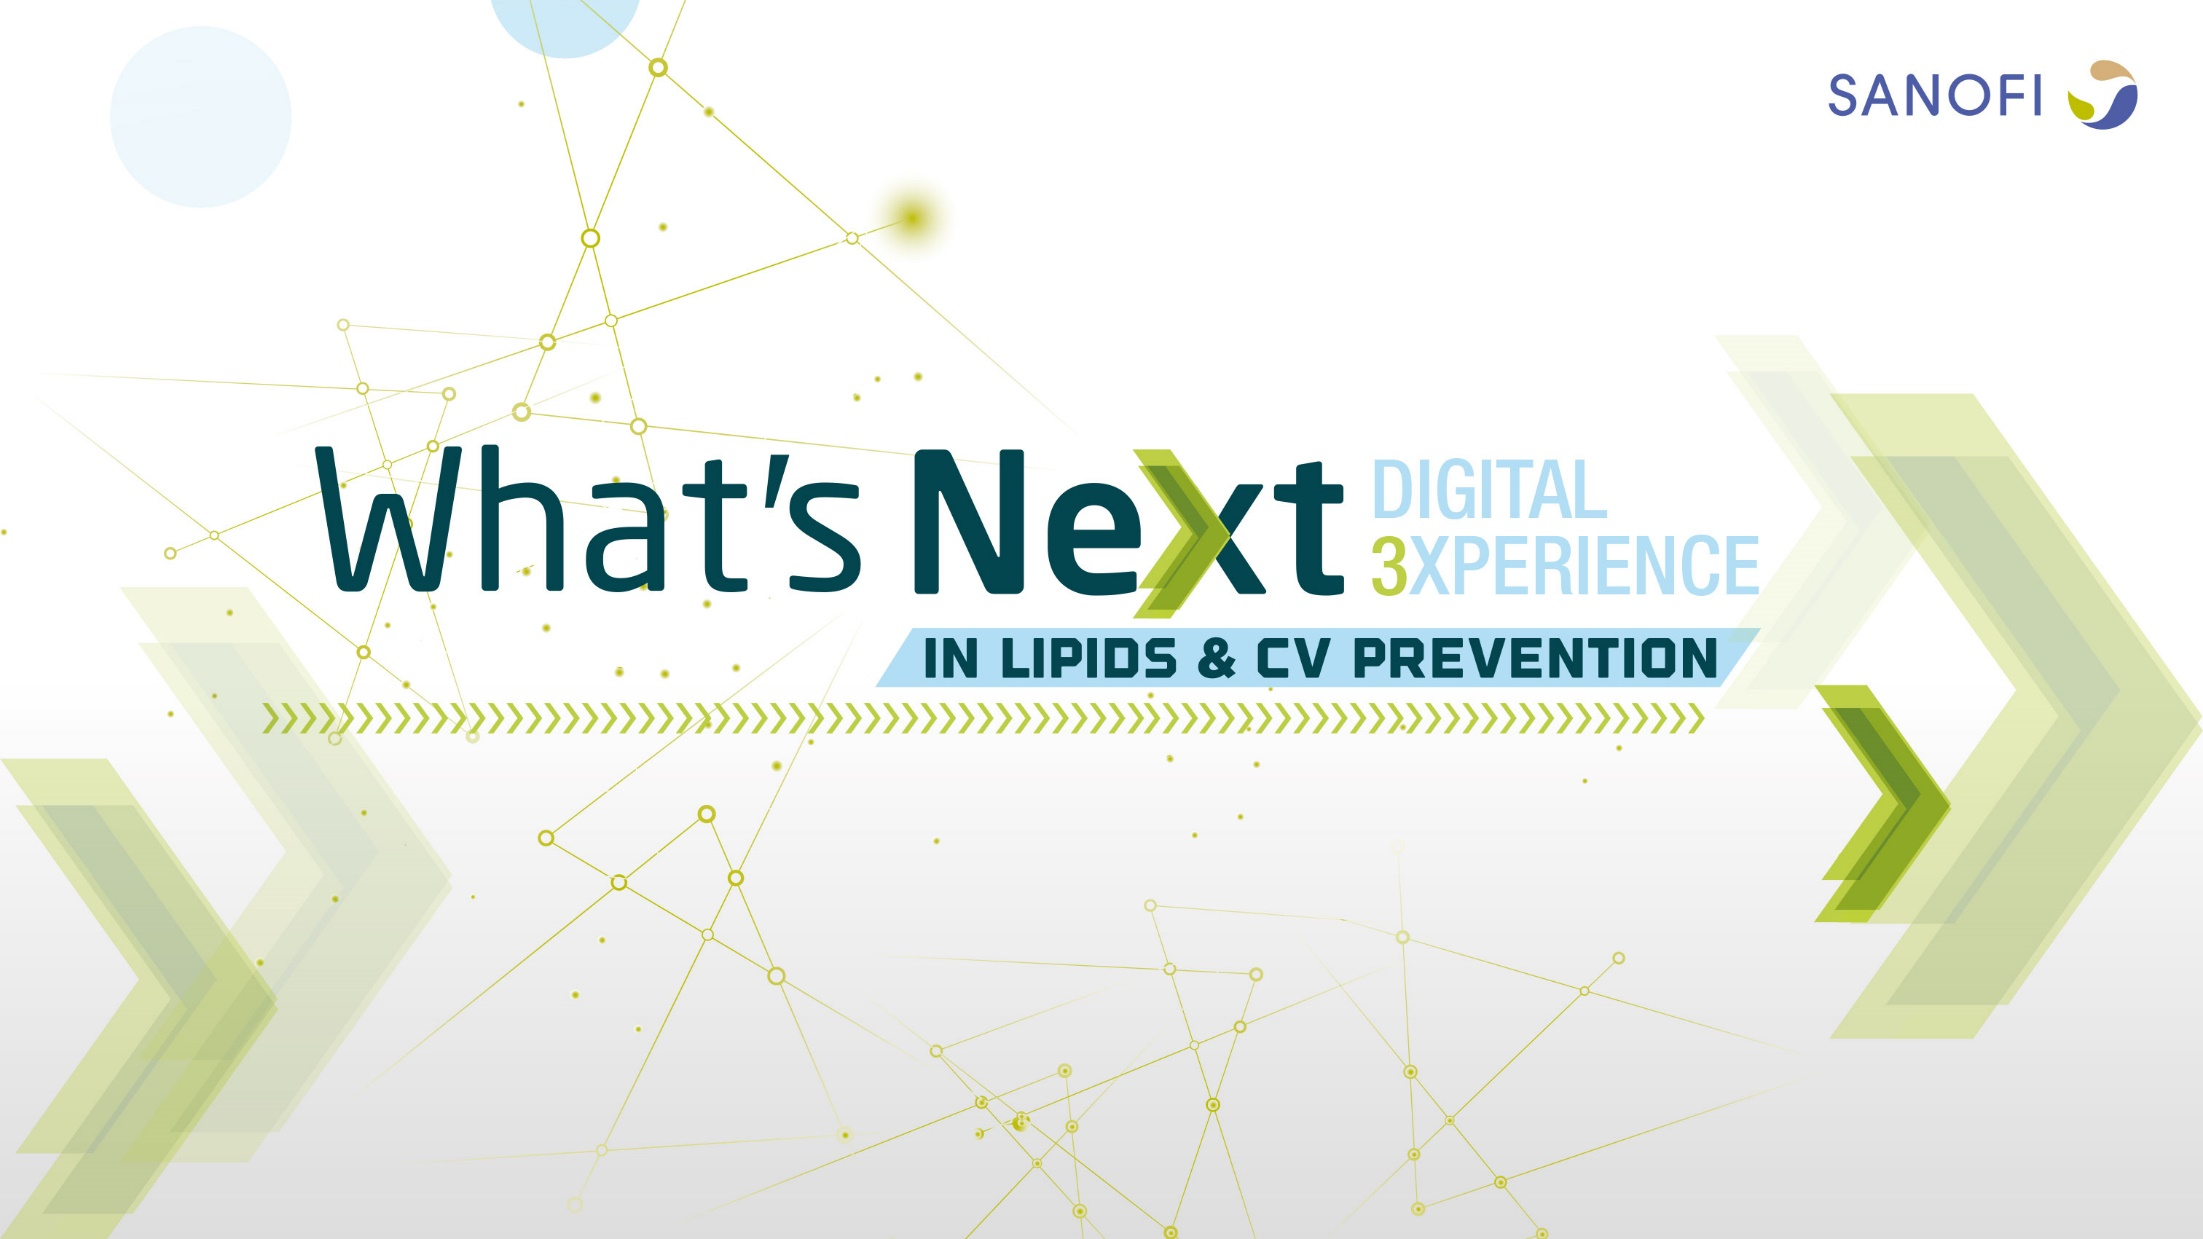 SANOFI
What's Next
DIGITAL
3XPERIENCE
IN LIPIDS & CV PREVENTION